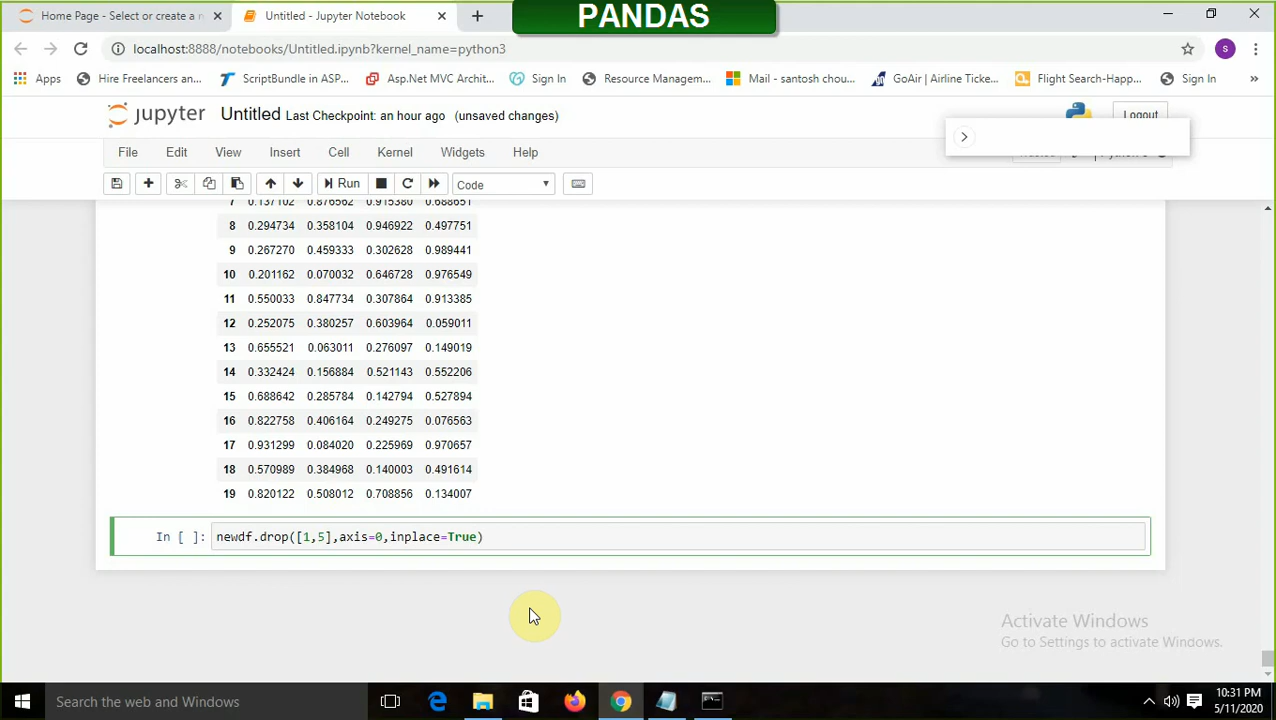 PANDAS
Home Page - Select or create a n
Untitled - Jupyter Notebook
localhost:8888/notebooks/Untitled.ipynb?kernel_name=python3
S
Apps Hire Freelancers an... ScriptBundle in ASP... Asp.Net MVC Archit... Sign In Resource Managem... Mail - santosh chou... GoAir | Airline Ticke... Flight Search-Happ... Sign In »
jupyter Untitled Last Checkpoint: an hour ago (unsaved changes) Logout
File Edit View Insert Cell Kernel Widgets Help
Run Code
7 0.137102 0.876562 0.915380 0.688651
8 0.294734 0.358104 0.946922 0.497751
9 0.267270 0.459333 0.302628 0.989441
10 0.201162 0.070032 0.646728 0.976549
11 0.550033 0.847734 0.307864 0.913385
12 0.252075 0.380257 0.603964 0.059011
13 0.655521 0.063011 0.276097 0.149019
14 0.332424 0.156884 0.521143 0.552206
15 0.688642 0.285784 0.142794 0.527894
16 0.822758 0.406164 0.249275 0.076563
17 0.931299 0.084020 0.225969 0.970657
18 0.570989 0.384968 0.140003 0.491614
19 0.820122 0.508012 0.708856 0.134007
In [ ]: newdf.drop([1,5],axis=0,inplace=True)
Activate Windows
Go to Settings to activate Windows.
Search the web and Windows
10:31 PM
5/11/2020